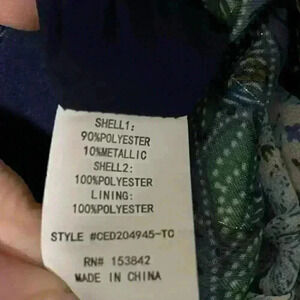 SHELL1:
90%POLYESTER
10%METALLIC
SHELL2:
100%POLYESTER
LINING:
100%POLYESTER
STYLE #CED204945-TC
RN# 153842
MADE IN CHINA